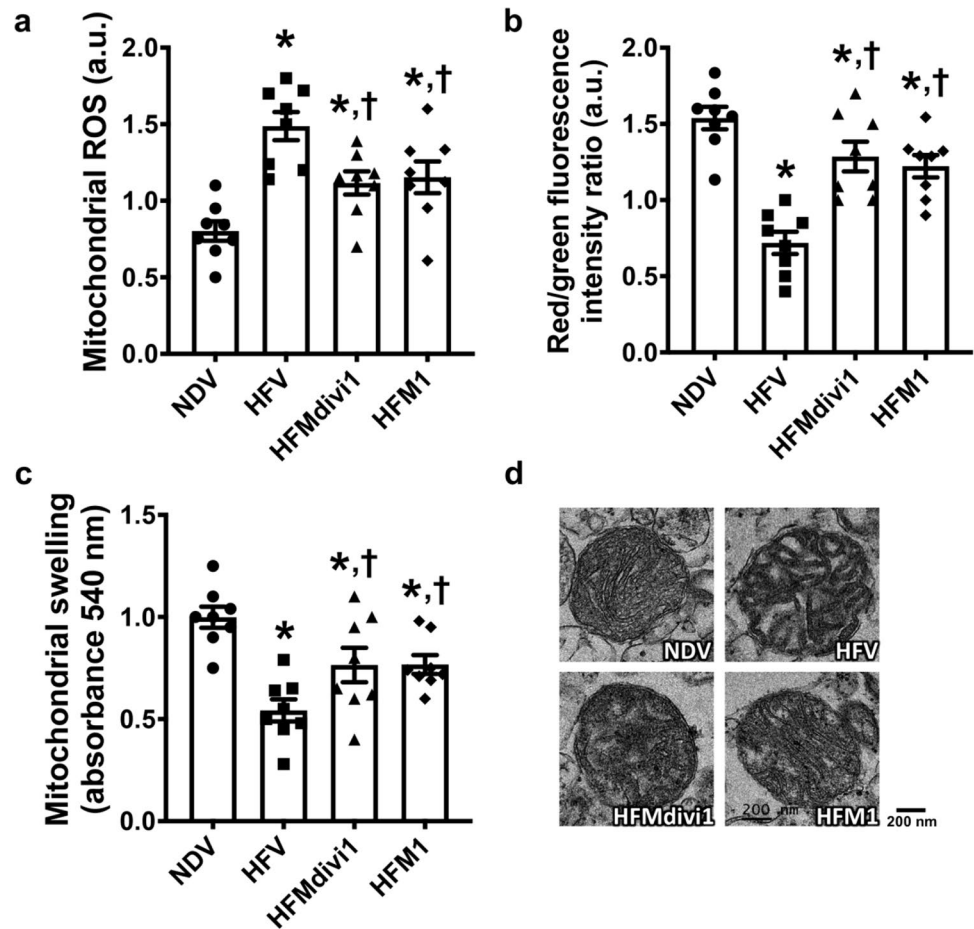 a
Mitochondrial ROS (a.u.)
2.0
1.5
1.0
0.5
0.0
*
*,†
*,†
NDV
HFV
HFMdivi1
HFM1
b
Red/green fluorescence
intensity ratio (a.u.)
2.0
1.5
1.0
0.5
0.0
*
*,†
*,†
NDV
HFV
HFMdivi1
HFM1
c
Mitochondrial swelling
(absorbance 540 nm)
1.5
1.0
0.5
0.0
*
*,†
*,†
NDV
HFV
HFMdivi1
HFM1
d
NDV
HFV
HFMdivi1
200 nm
HFM1
200 nm